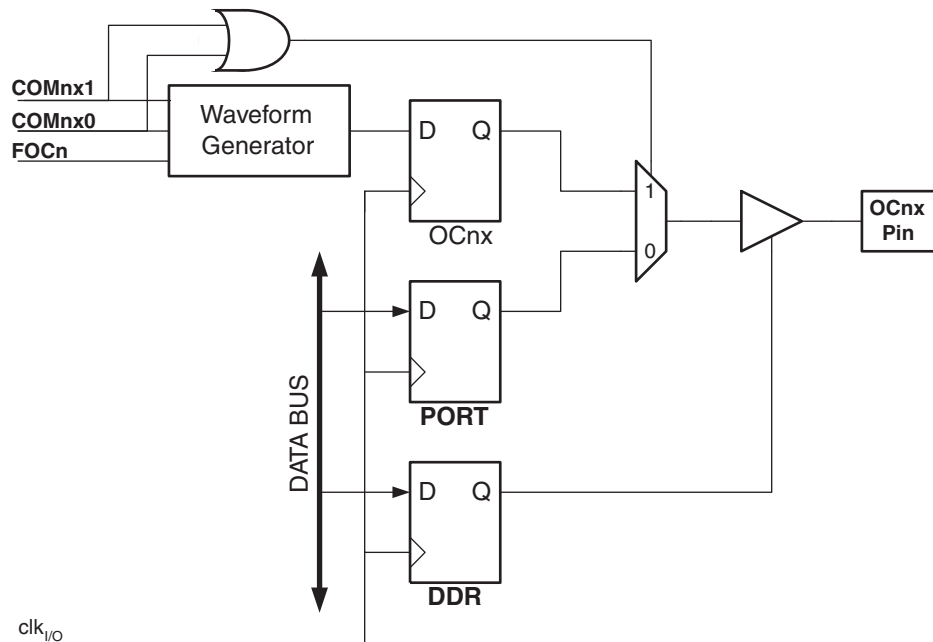 COMnx1
COMnx0
FOCn
Waveform
Generator
D Q
OCnx
1
0
OCnx
Pin
D Q
PORT
DATA BUS
D Q
DDR
clkI/O